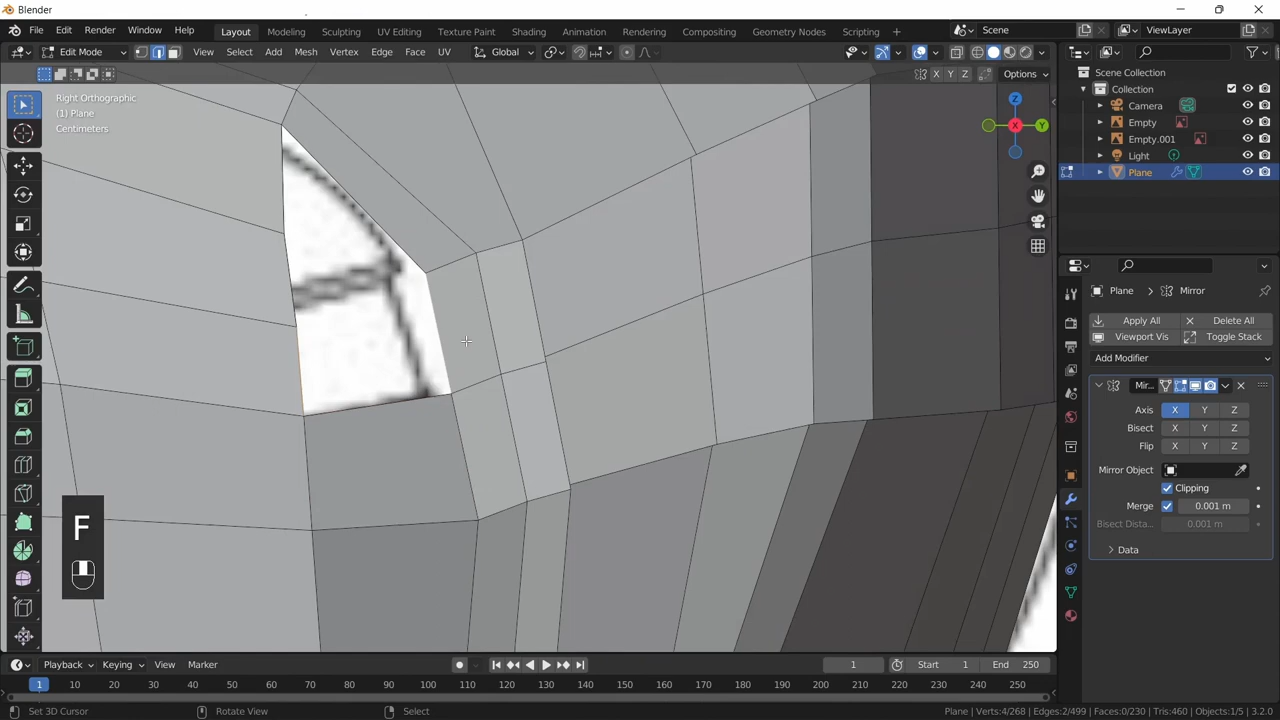 Blender
File Edit Render Window Help
Layout Modeling Sculpting UV Editing Texture Paint Shading Animation Rendering Compositing Geometry Nodes Scripting +
Scene
ViewLayer
Edit Mode
View Select Add Mesh Vertex Edge Face UV
Global
X Y Z Options
Right Orthographic
(1) Plane
Centimeters
Z
X
Y
F
Scene Collection
Collection
Camera
Empty
Empty.001
Light
Plane
Plane > Mirror
Apply All
Delete All
Viewport Vis
Toggle Stack
Add Modifier
Mir...
Axis X Y Z
Bisect X Y Z
Flip X Y Z
Mirror Object
Clipping
Merge 0.001 m
Bisect Dista... 0.001 m
Data
Playback Keying View Marker
1 Start 1 End 250
1 10 20 30 40 50 60 70 80 90 100 110 120 130 140 150 160 170 180 190 200 210 220 230 240 250
Set 3D Cursor Rotate View Select
Plane | Verts:4/268 | Edges:2/499 | Faces:0/230 | Tris:460 | Objects:1/5 | 3.2.0